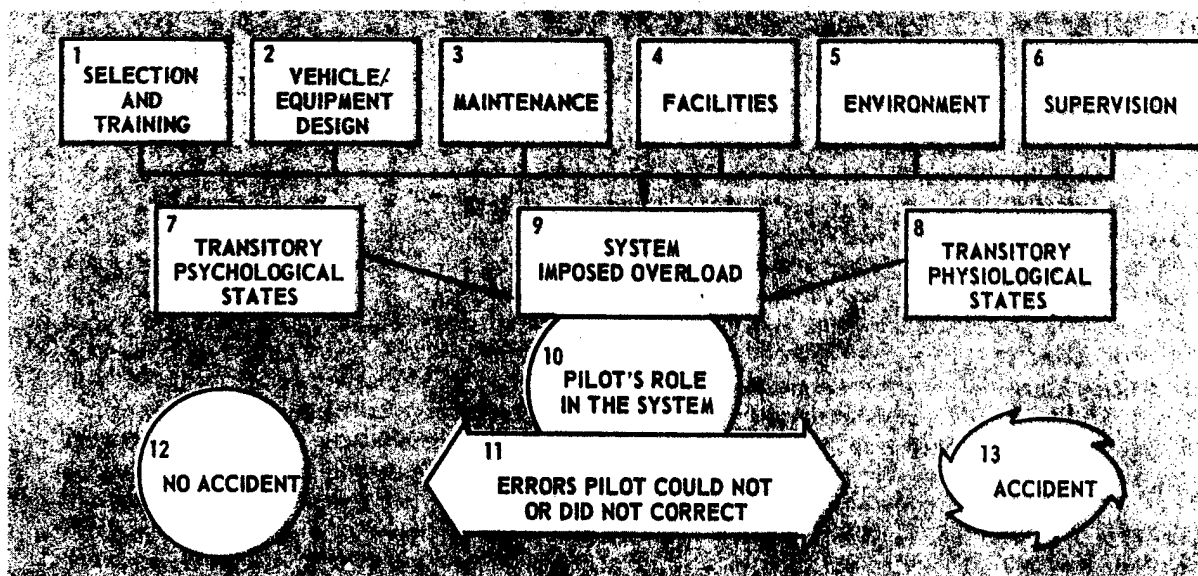 1
SELECTION
AND
TRAINING
2
VEHICLE/
EQUIPMENT
DESIGN
3
MAINTENANCE
4
FACILITIES
5
ENVIRONMENT
6
SUPERVISION
7
TRANSITORY
PSYCHOLOGICAL
STATES
9
SYSTEM
IMPOSED OVERLOAD
8
TRANSITORY
PHYSIOLOGICAL
STATES
10
PILOT'S ROLE
IN THE SYSTEM
12
NO ACCIDENT
11
ERRORS PILOT COULD NOT
OR DID NOT CORRECT
13
ACCIDENT